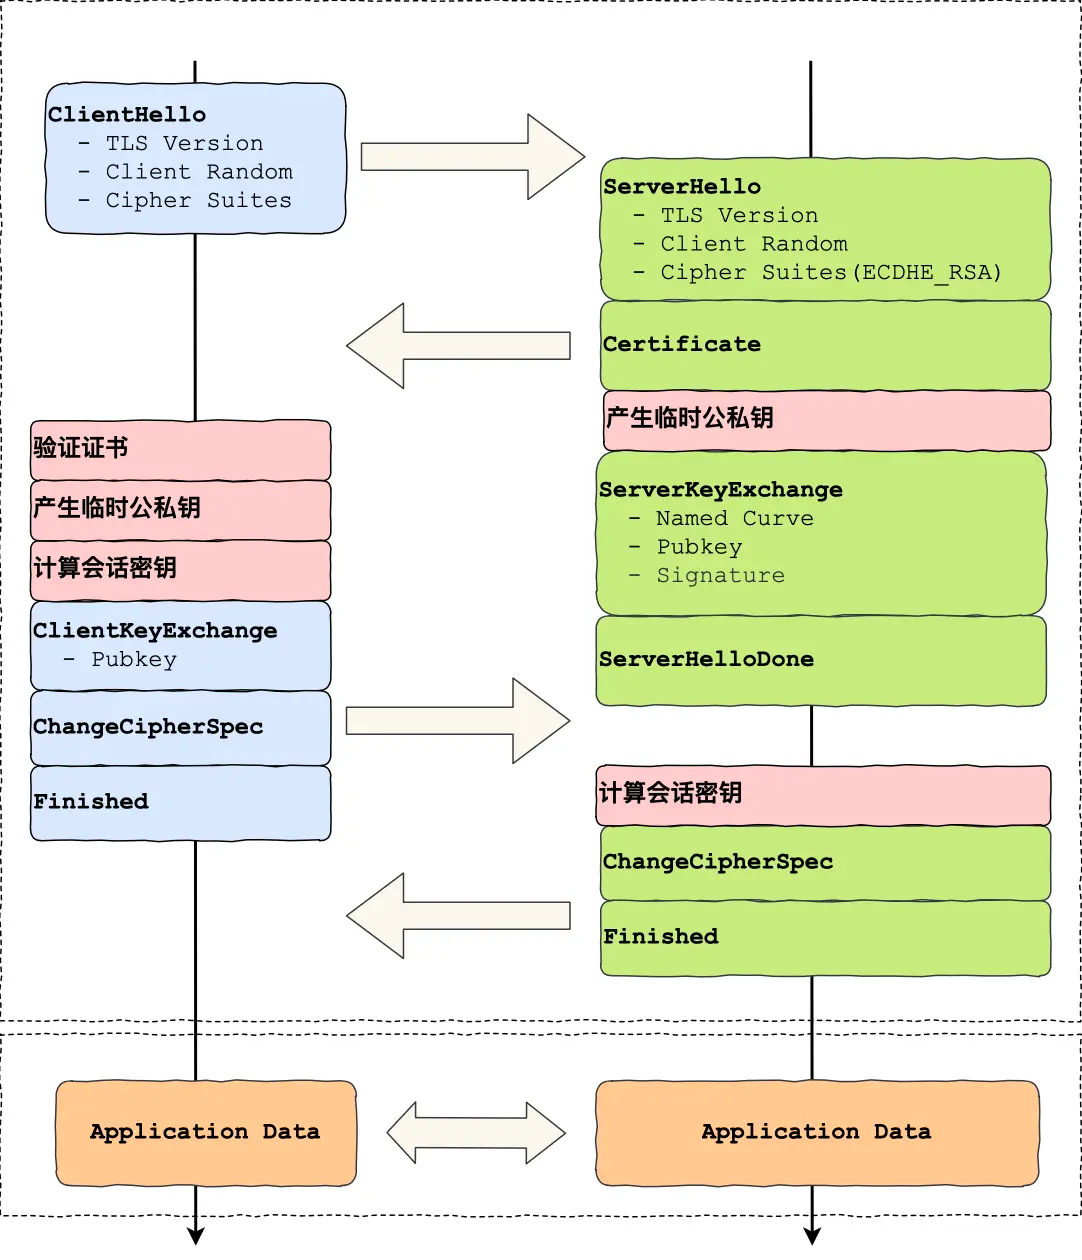 ClientHello
- TLS Version
- Client Random
- Cipher Suites
ServerHello
- TLS Version
- Client Random
- Cipher Suites(ECDHE_RSA)
Certificate
产生临时公私钥
ServerKeyExchange
- Named Curve
- Pubkey
- Signature
ServerHelloDone
验证证书
产生临时公私钥
计算会话密钥
ClientKeyExchange
- Pubkey
ChangeCipherSpec
Finished
计算会话密钥
ChangeCipherSpec
Finished
Application Data
Application Data